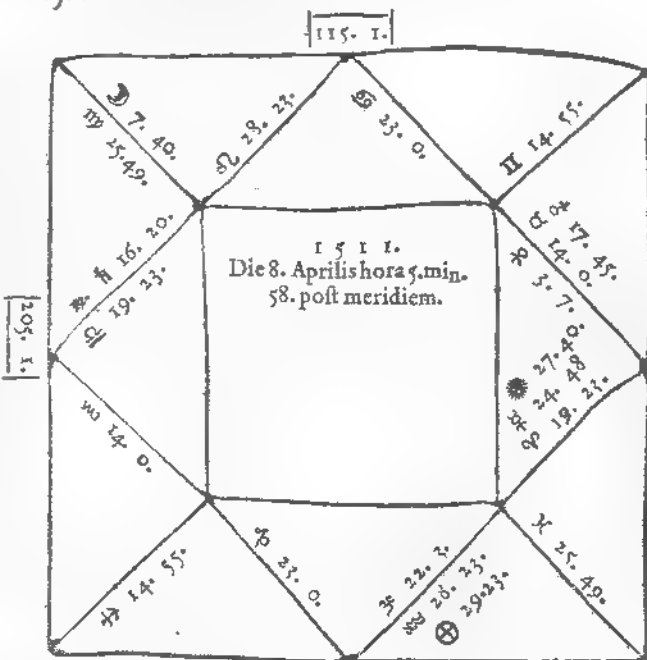 115. 1.
☽ 7. 40.
♍ 25. 49.
♌ 28. 23.
♋ 23. 0.
♊ 14. 55.
♄ 16. 20.
♎ 19. 23.
1511.
Die 8. Aprilis hora 5. min.
58. post meridiem.
♂ ♀ 17. 45.
♉ 14. 0.
3. 7.
☉ 27. 40.
☿ 24. 48
♈ 19. 23.
205. 1.
♏ 14. 0.
♐ 14. 55.
♑ 23. 0.
♃ 22. 3.
♒ 28. 23.
⊗ 29. 23.
♓ 25. 49.